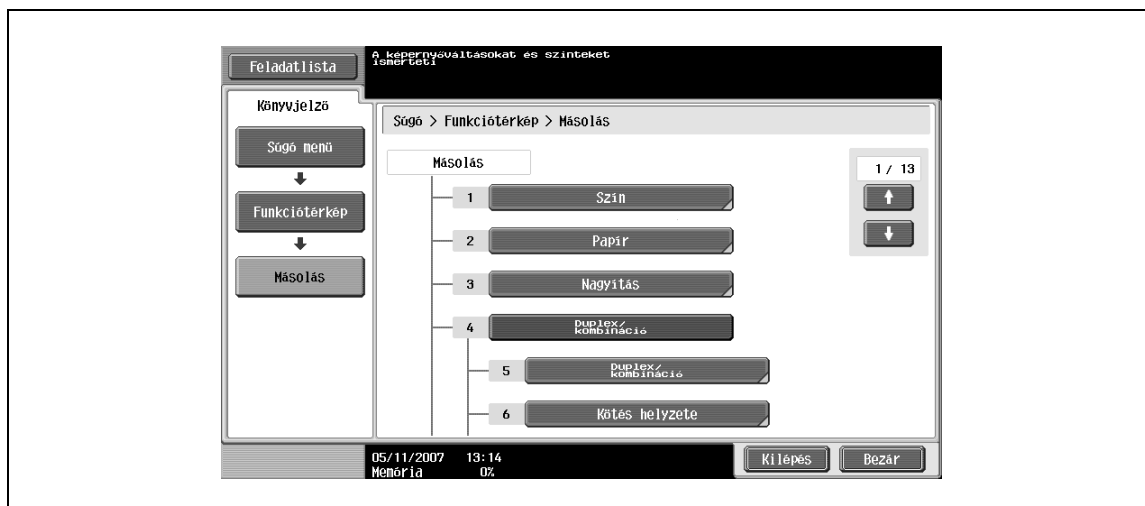 Feladatlista
A képernyőváltásokat és szinteket
ismerteti
Könyvjelző
Súgó menü
Funkciótérkép
Másolás
Súgó > Funkciótérkép > Másolás
Másolás
1 / 13
1 Szín
2 Papír
3 Nagyítás
4 Duplex/
kombináció
5 Duplex/
kombináció
6 Kötés helyzete
05/11/2007 13:14
Memória 0%
Kilépés
Bezár